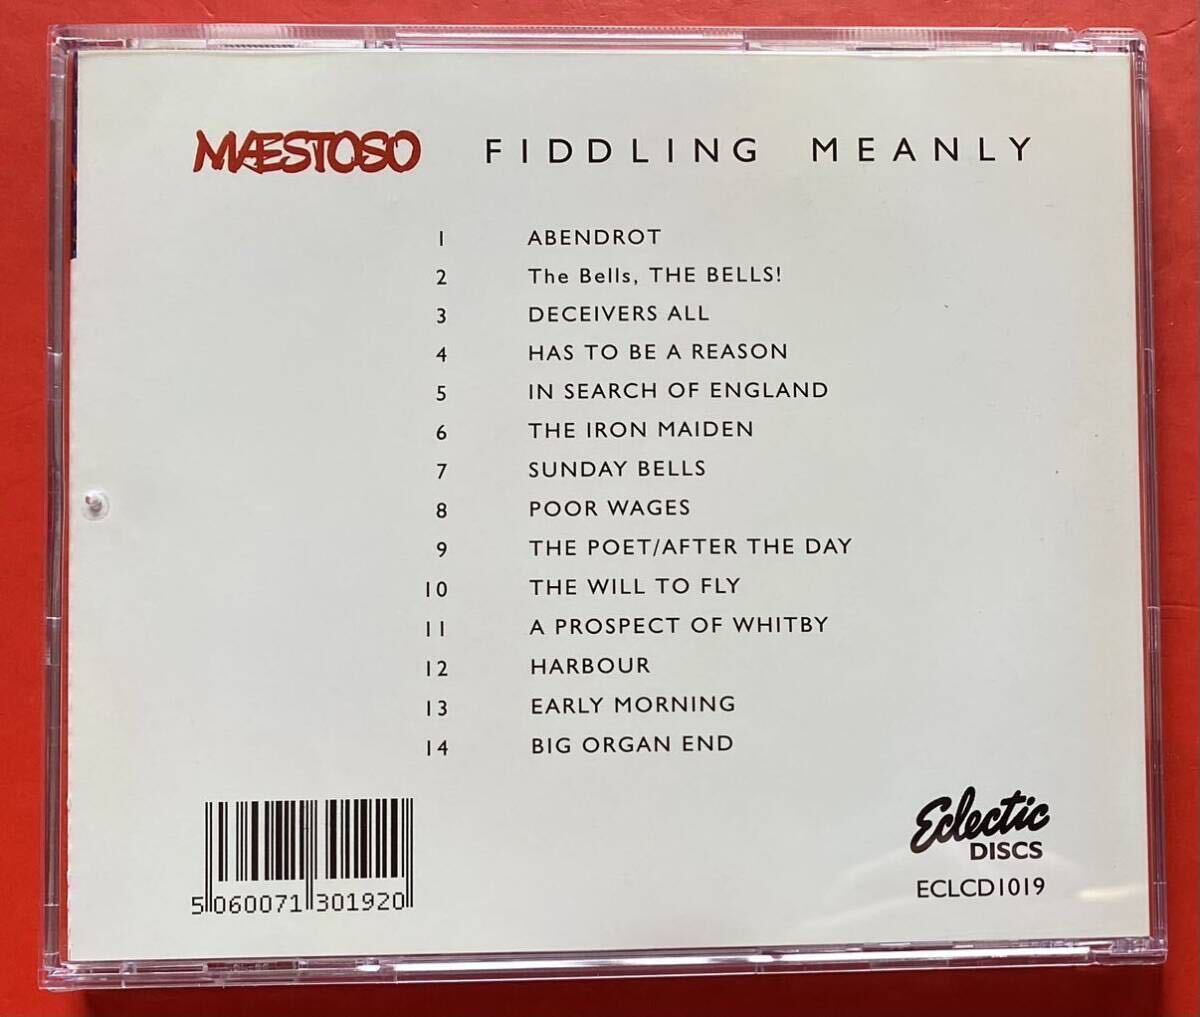 MÆSTOSO FIDDLING MEANLY
1 ABENDROT
2 The Bells, THE BELLS!
3 DECEIVERS ALL
4 HAS TO BE A REASON
5 IN SEARCH OF ENGLAND
6 THE IRON MAIDEN
7 SUNDAY BELLS
8 POOR WAGES
9 THE POET/AFTER THE DAY
10 THE WILL TO FLY
11 A PROSPECT OF WHITBY
12 HARBOUR
13 EARLY MORNING
14 BIG ORGAN END
Eclectic
DISCS
ECLCD1019
5 060071 301920